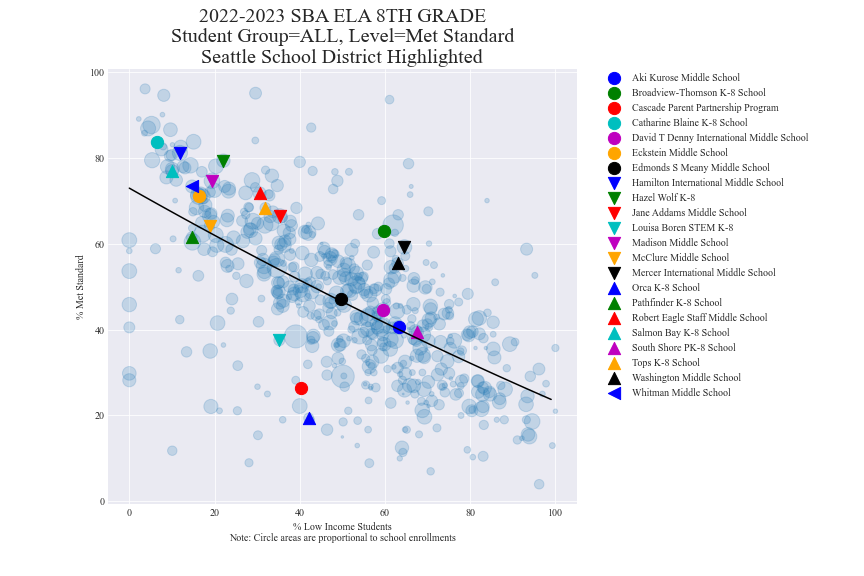 2022-2023 SBA ELA 8TH GRADE
Student Group=ALL, Level=Met Standard
Seattle School District Highlighted
100
80
60
40
20
0
% Met Standard
0 20 40 60 80 100
% Low Income Students
Note: Circle areas are proportional to school enrollments
Aki Kurose Middle School
Broadview-Thomson K-8 School
Cascade Parent Partnership Program
Catharine Blaine K-8 School
David T Denny International Middle School
Eckstein Middle School
Edmonds S Meany Middle School
Hamilton International Middle School
Hazel Wolf K-8
Jane Addams Middle School
Louisa Boren STEM K-8
Madison Middle School
McClure Middle School
Mercer International Middle School
Orca K-8 School
Pathfinder K-8 School
Robert Eagle Staff Middle School
Salmon Bay K-8 School
South Shore PK-8 School
Tops K-8 School
Washington Middle School
Whitman Middle School